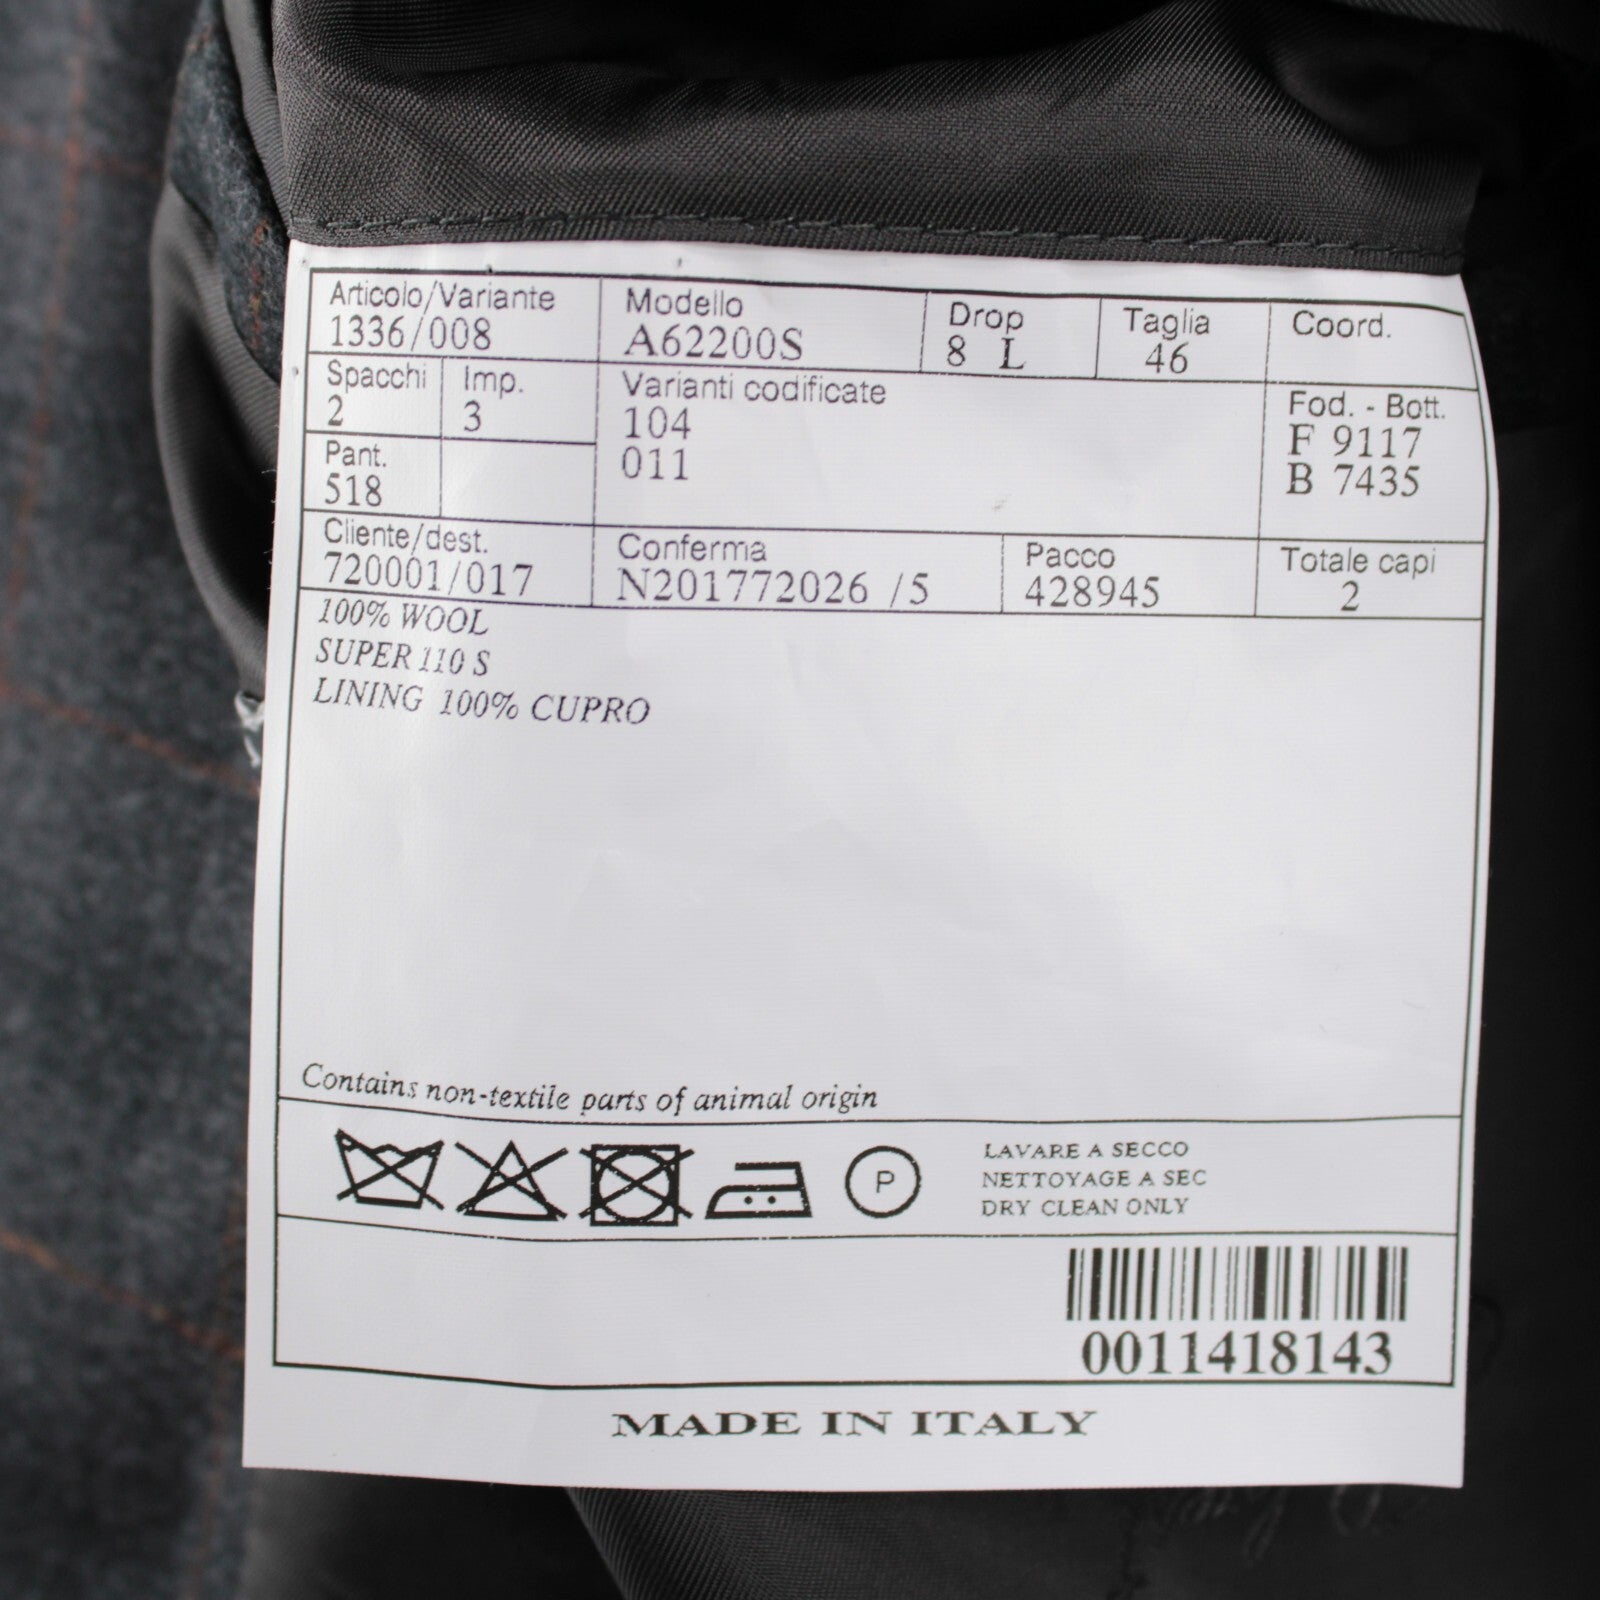 Articolo/Variante Modello Drop Taglia Coord.
1336/008 A62200S 8 L 46
Spacchi Imp. Varianti codificate Fod. - Bott.
2 3 104 F 9117
Pant. 011 B 7435
518
Cliente/dest. Conferma Pacco Totale capi
720001/017 N201772026 /5 428945 2
100% WOOL
SUPER 110 S
LINING 100% CUPRO
Contains non-textile parts of animal origin
P
LAVARE A SECCO
NETTOYAGE A SEC
DRY CLEAN ONLY
0011418143
MADE IN ITALY